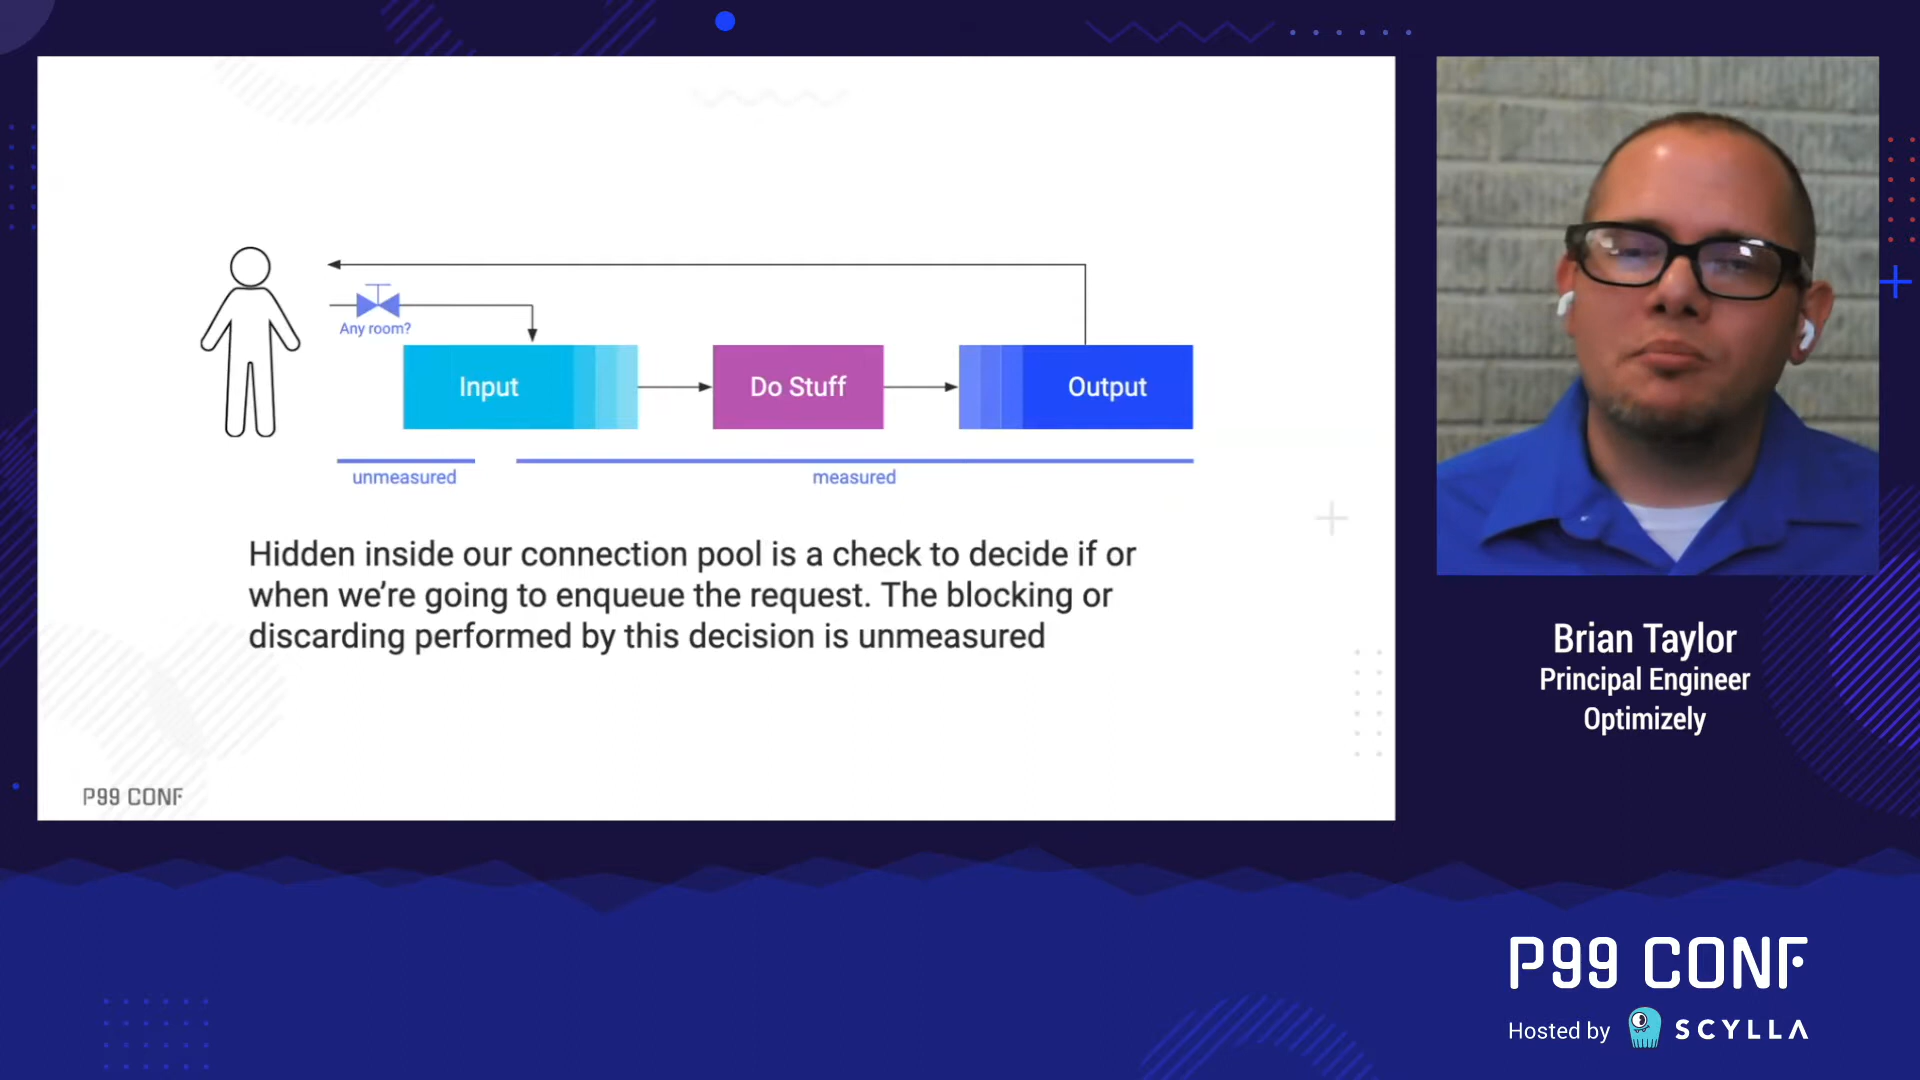 Any room?
Input
Do Stuff
Output
unmeasured
measured
Hidden inside our connection pool is a check to decide if or
when we’re going to enqueue the request. The blocking or
discarding performed by this decision is unmeasured
P99 CONF
Brian Taylor
Principal Engineer
Optimizely
P99 CONF
Hosted by SCYLLA